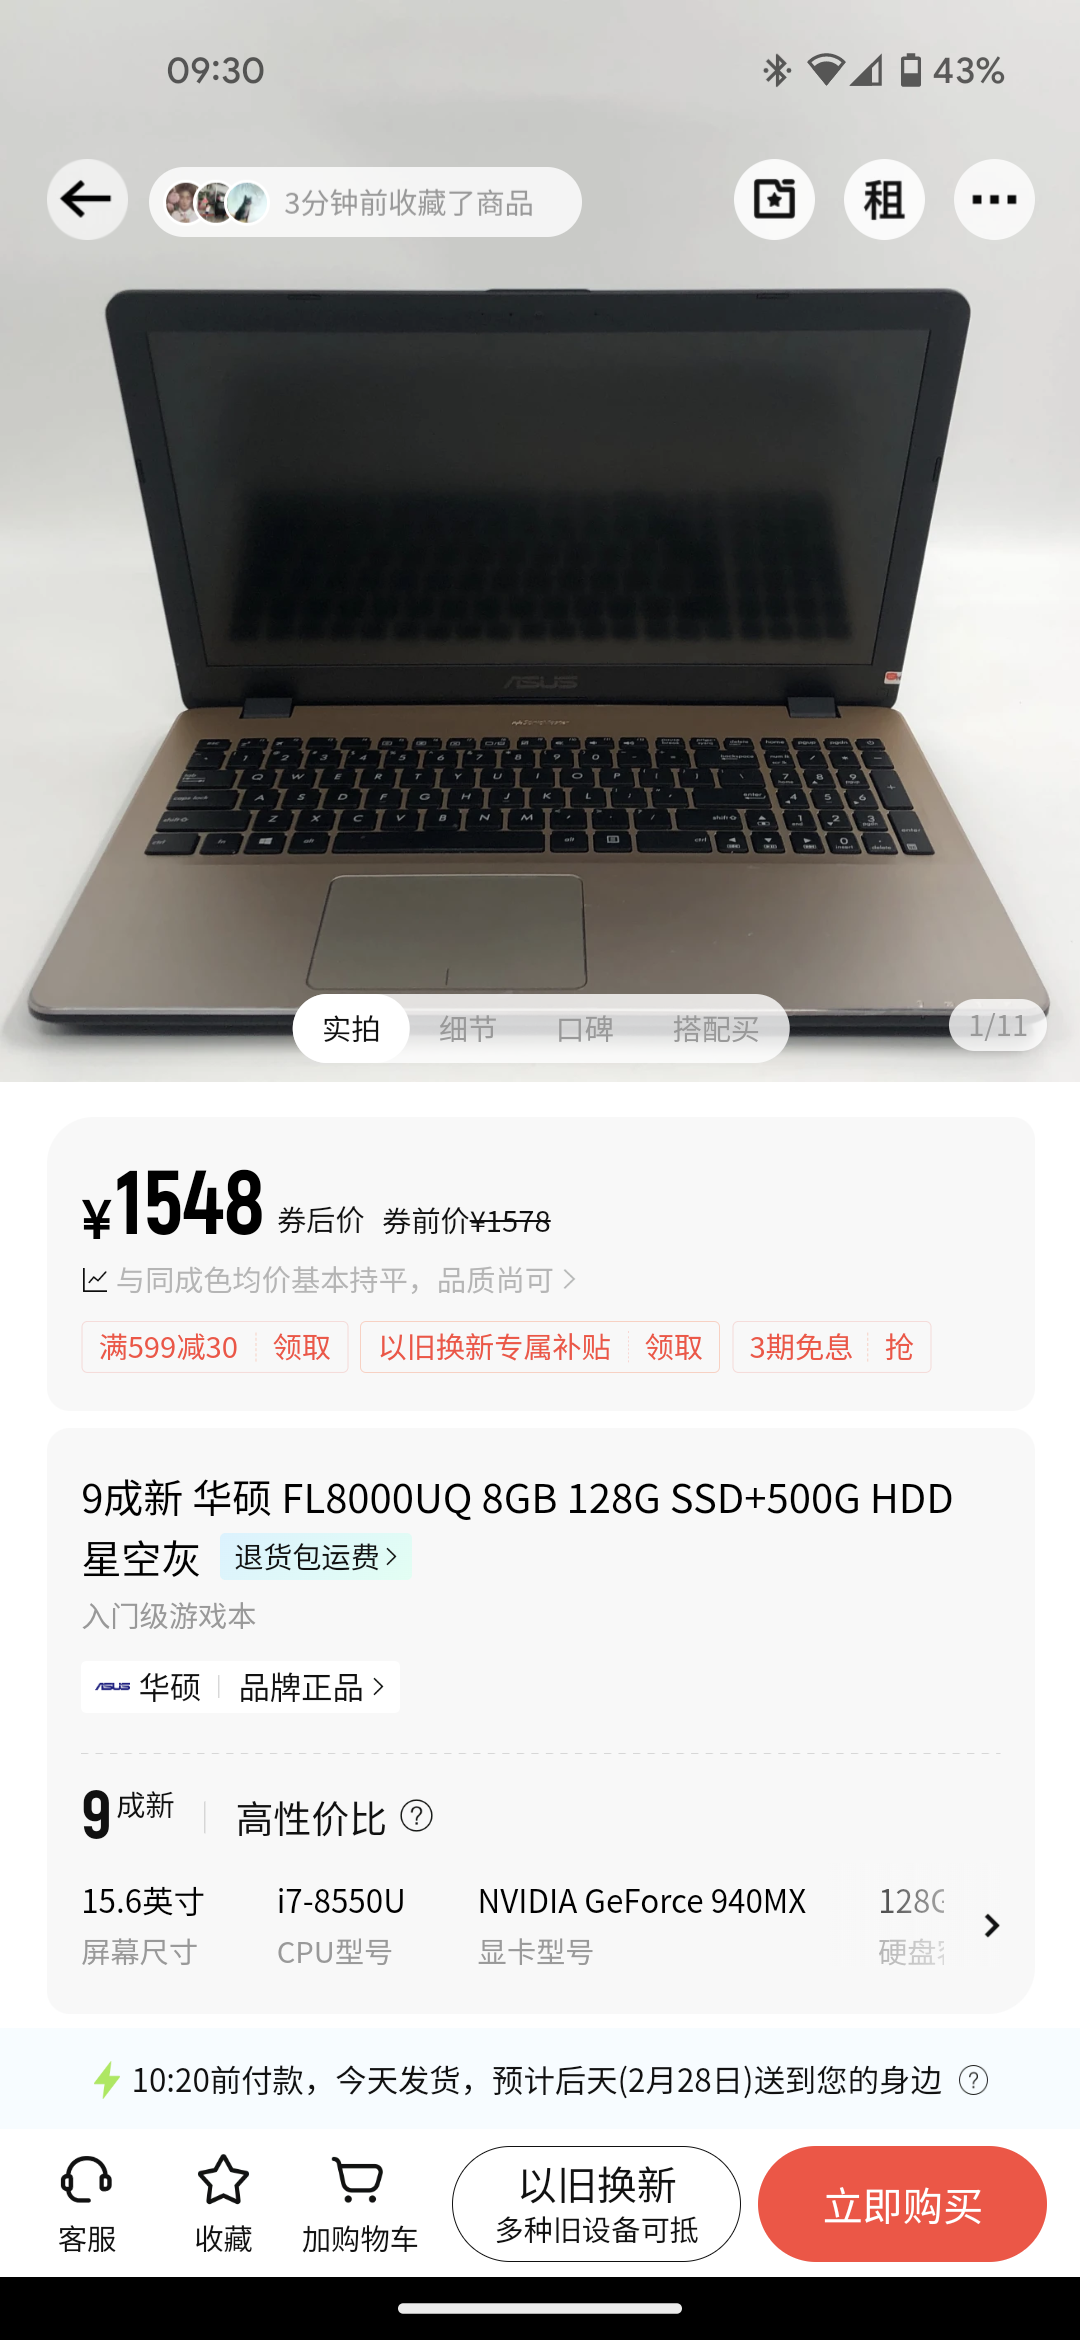 09:30
43%
3分钟前收藏了商品
租
ASUS
实拍
细节
口碑
搭配买
1/11
¥1548 券后价 券前价¥1578
与同成色均价基本持平，品质尚可
满599减30 领取
以旧换新专属补贴 领取
3期免息 抢
9成新 华硕 FL8000UQ 8GB 128G SSD+500G HDD
星空灰 退货包运费
入门级游戏本
ASUS 华硕 品牌正品
9成新 高性价比
15.6英寸 i7-8550U NVIDIA GeForce 940MX 128G
屏幕尺寸 CPU型号 显卡型号 硬盘
10:20前付款，今天发货，预计后天(2月28日)送到您的身边
客服
收藏
加购物车
以旧换新
多种旧设备可抵
立即购买